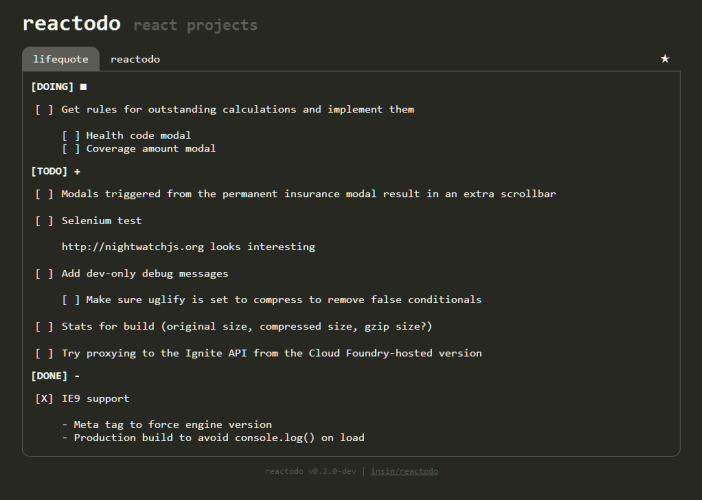 reactodo react projects
lifequote reactodo ★
[DOING] ■
[ ] Get rules for outstanding calculations and implement them
[ ] Health code modal
[ ] Coverage amount modal
[TODO] +
[ ] Modals triggered from the permanent insurance modal result in an extra scrollbar
[ ] Selenium test
http://nightwatchjs.org looks interesting
[ ] Add dev-only debug messages
[ ] Make sure uglify is set to compress to remove false conditionals
[ ] Stats for build (original size, compressed size, gzip size?)
[ ] Try proxying to the Ignite API from the Cloud Foundry-hosted version
[DONE] -
[X] IE9 support
- Meta tag to force engine version
- Production build to avoid console.log() on load
reactodo v0.2.0-dev | insin/reactodo